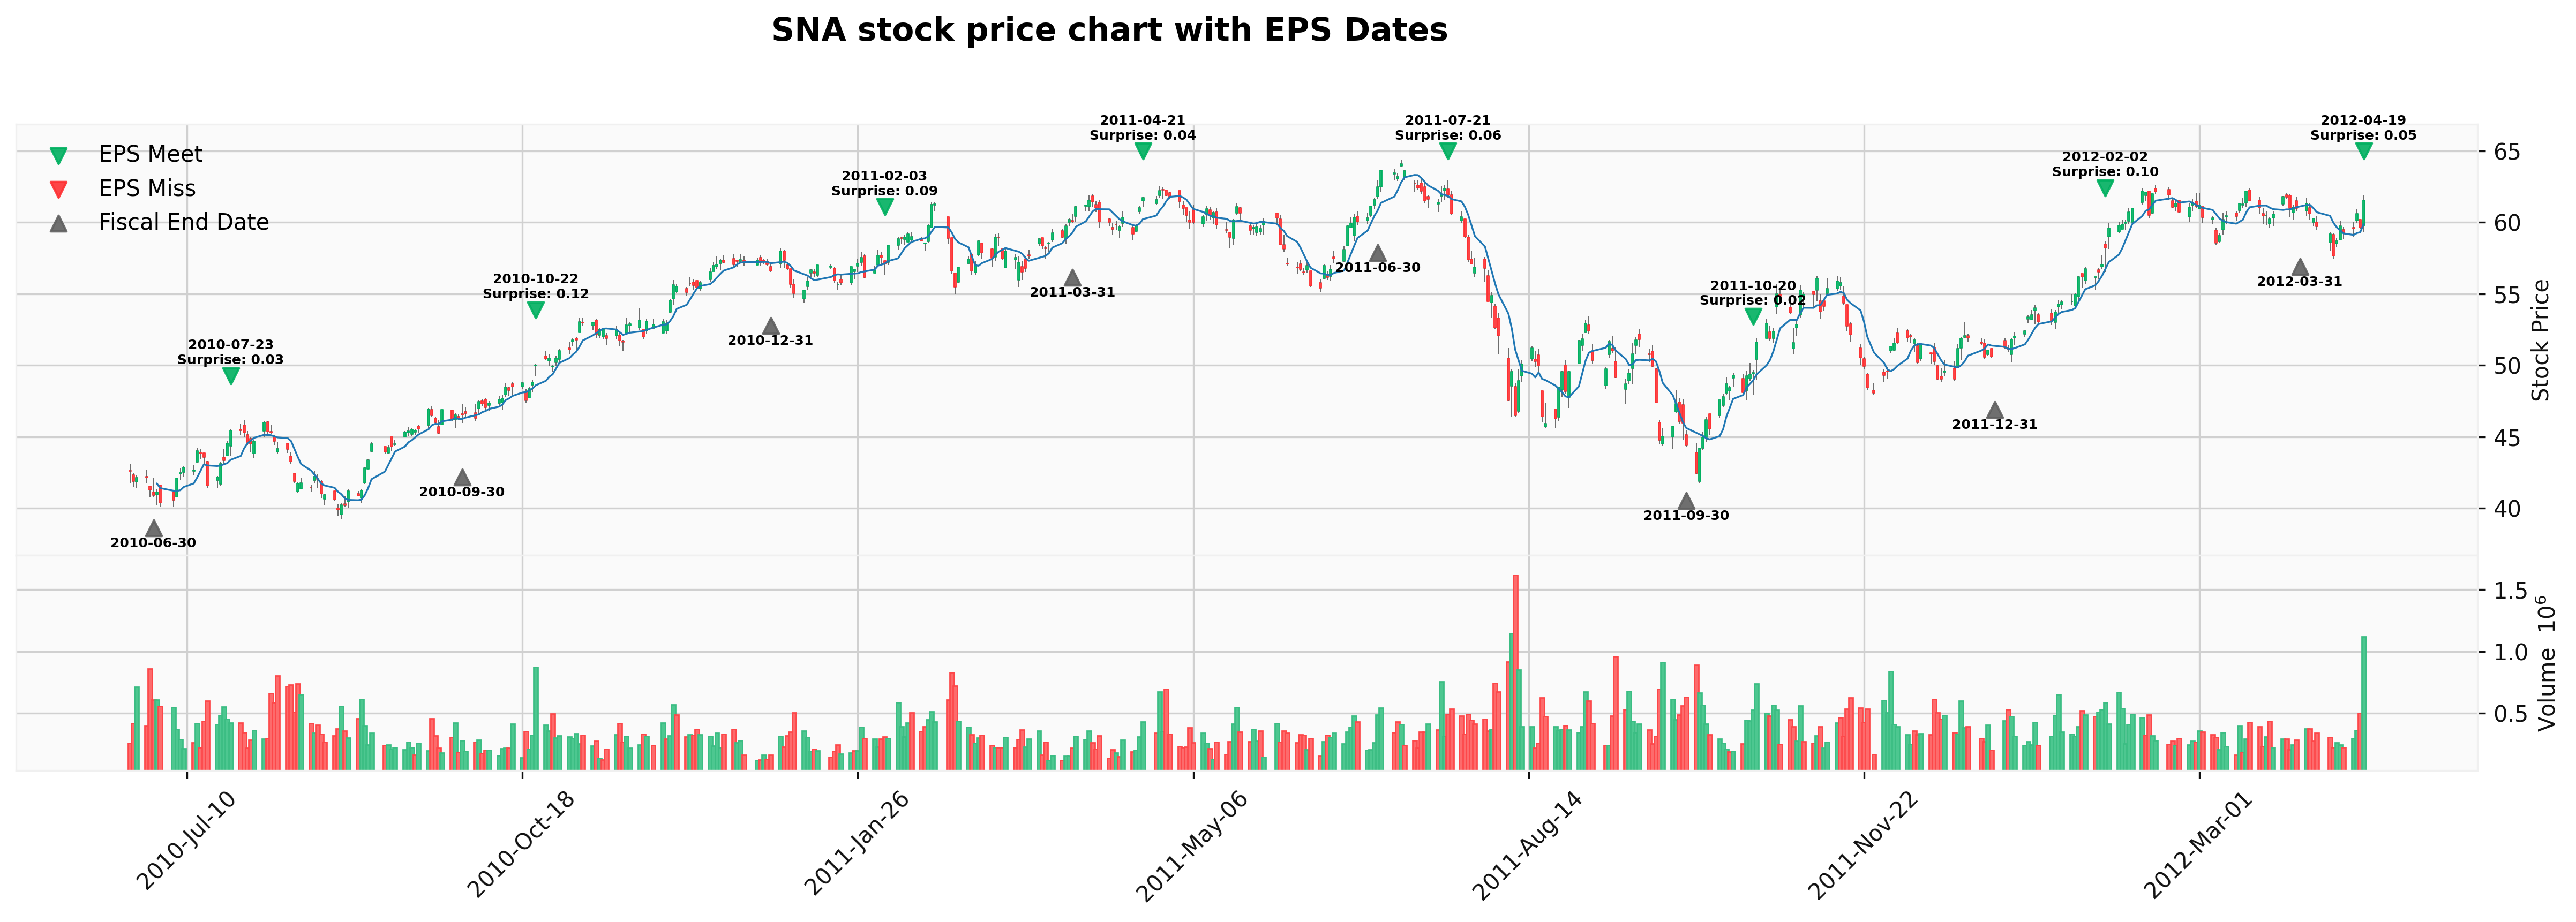 SNA stock price chart with EPS Dates
EPS Meet
EPS Miss
Fiscal End Date
2010-07-23
Surprise: 0.03
2010-10-22
Surprise: 0.12
2011-02-03
Surprise: 0.09
2011-04-21
Surprise: 0.04
2011-07-21
Surprise: 0.06
2011-10-20
Surprise: 0.02
2012-02-02
Surprise: 0.10
2012-04-19
Surprise: 0.05
2010-06-30
2010-09-30
2010-12-31
2011-03-31
2011-06-30
2011-09-30
2011-12-31
2012-03-31
65
60
55
50
45
40
Stock Price
1.5
1.0
0.5
Volume 10⁶
2010-Jul-10
2010-Oct-18
2011-Jan-26
2011-May-06
2011-Aug-14
2011-Nov-22
2012-Mar-01